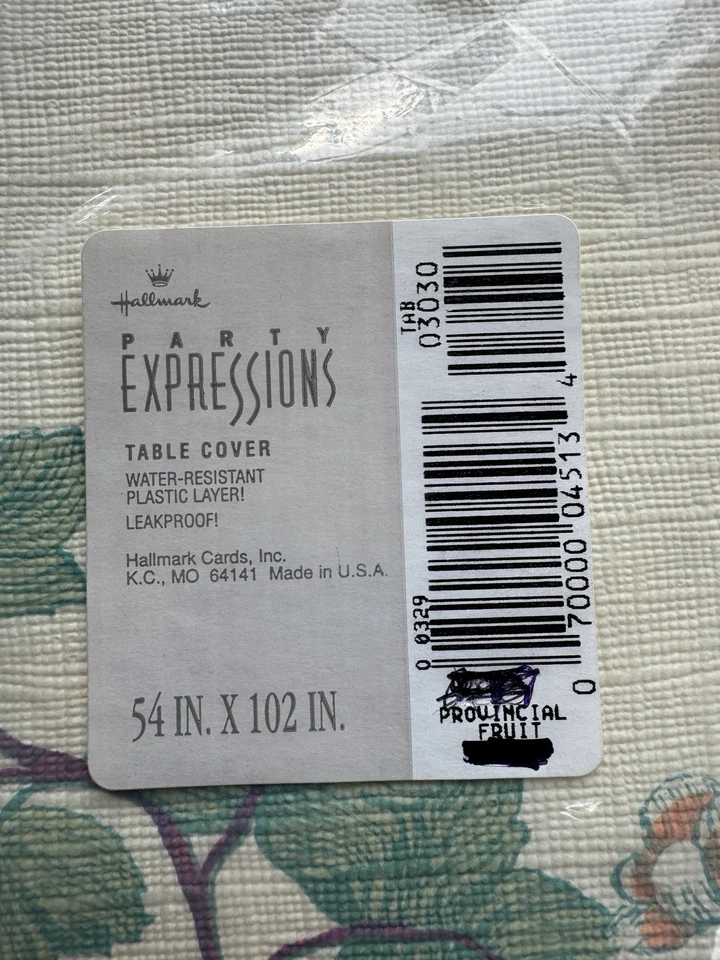 Hallmark
PARTY
EXPRESSIONS
TABLE COVER
WATER-RESISTANT
PLASTIC LAYER!
LEAKPROOF!
Hallmark Cards, Inc.
K.C., MO 64141 Made in U.S.A.
54 IN. X 102 IN.
TAB
03030
0 0329
0 70000 04513 4
PROVINCIAL
FRUIT